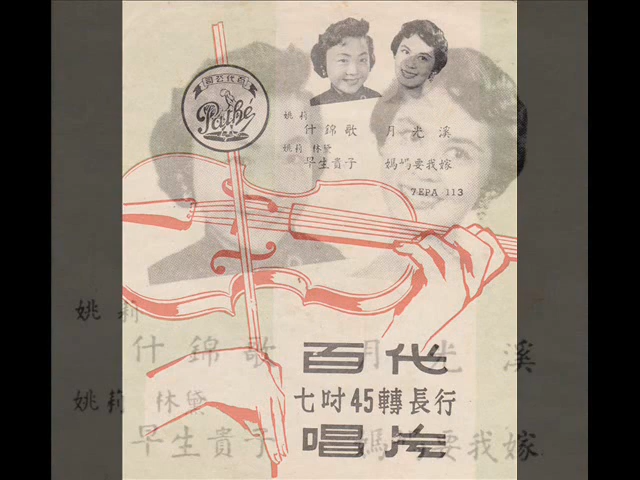 司公代百
Pathé
姚莉
什錦歌 月光溪
姚莉 林黛
早生貴子 媽媽要我嫁
7EPA 113
百代
七吋45轉長行
唱片
姚莉
什錦歌 月光溪
姚莉 林黛
早生貴子 媽媽要我嫁